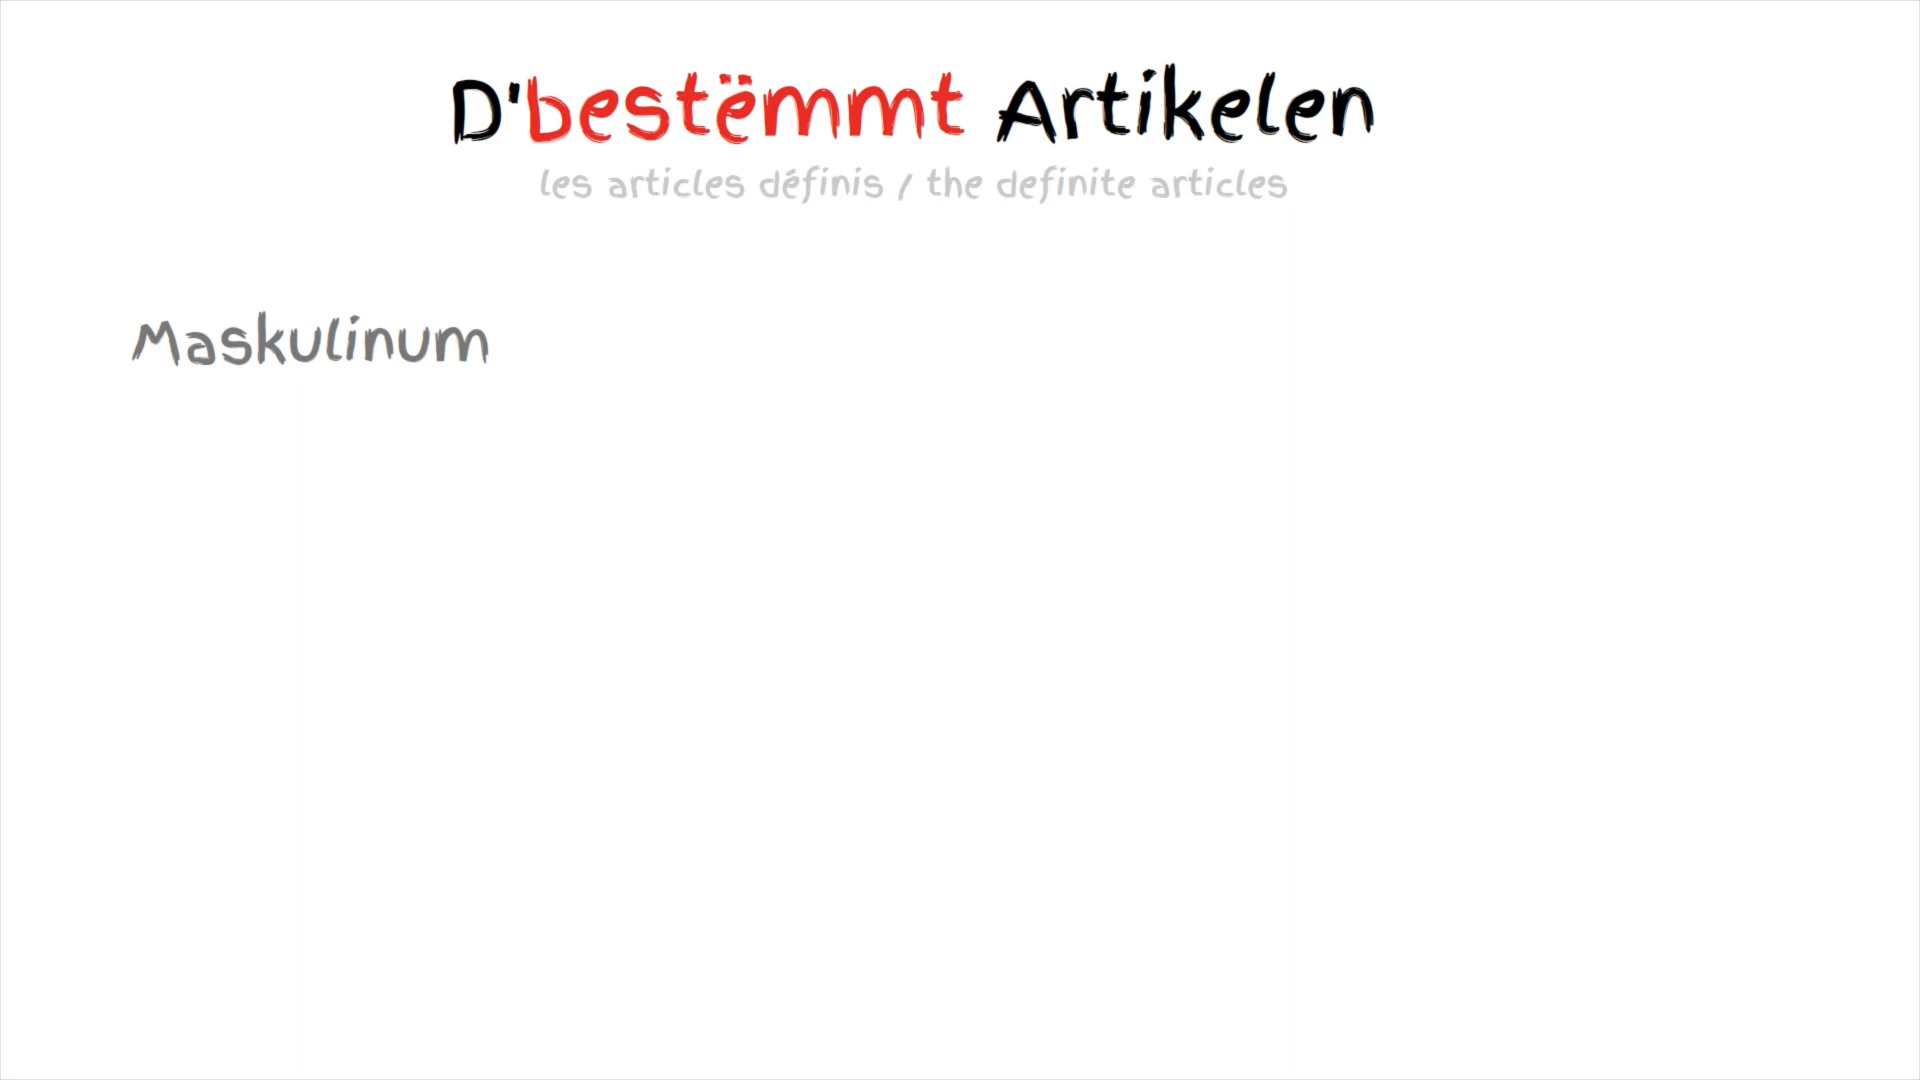 D'bestëmmt Artikelen
les articles définis / the definite articles
Maskulinum